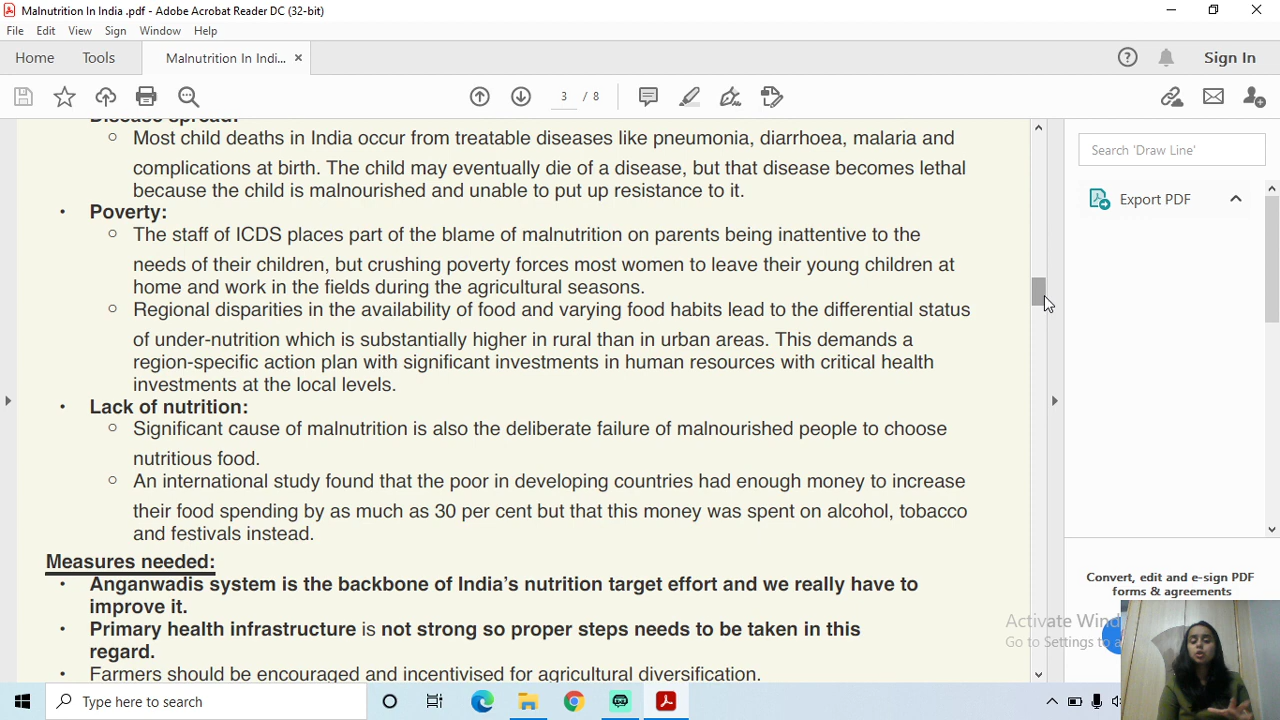 Malnutrition In India .pdf - Adobe Acrobat Reader DC (32-bit)
File Edit View Sign Window Help
Home Tools Malnutrition In Indi... × Sign In
3 / 8
Disease spread:
Most child deaths in India occur from treatable diseases like pneumonia, diarrhoea, malaria and
complications at birth. The child may eventually die of a disease, but that disease becomes lethal
because the child is malnourished and unable to put up resistance to it.
• Poverty:
The staff of ICDS places part of the blame of malnutrition on parents being inattentive to the
needs of their children, but crushing poverty forces most women to leave their young children at
home and work in the fields during the agricultural seasons.
Regional disparities in the availability of food and varying food habits lead to the differential status
of under-nutrition which is substantially higher in rural than in urban areas. This demands a
region-specific action plan with significant investments in human resources with critical health
investments at the local levels.
• Lack of nutrition:
Significant cause of malnutrition is also the deliberate failure of malnourished people to choose
nutritious food.
An international study found that the poor in developing countries had enough money to increase
their food spending by as much as 30 per cent but that this money was spent on alcohol, tobacco
and festivals instead.
Measures needed:
• Anganwadis system is the backbone of India's nutrition target effort and we really have to
improve it.
• Primary health infrastructure is not strong so proper steps needs to be taken in this
regard.
• Farmers should be encouraged and incentivised for agricultural diversification.
Search 'Draw Line'
Export PDF
Convert, edit and e-sign PDF
forms & agreements
Activate Wind
Go to Settings to a
Type here to search